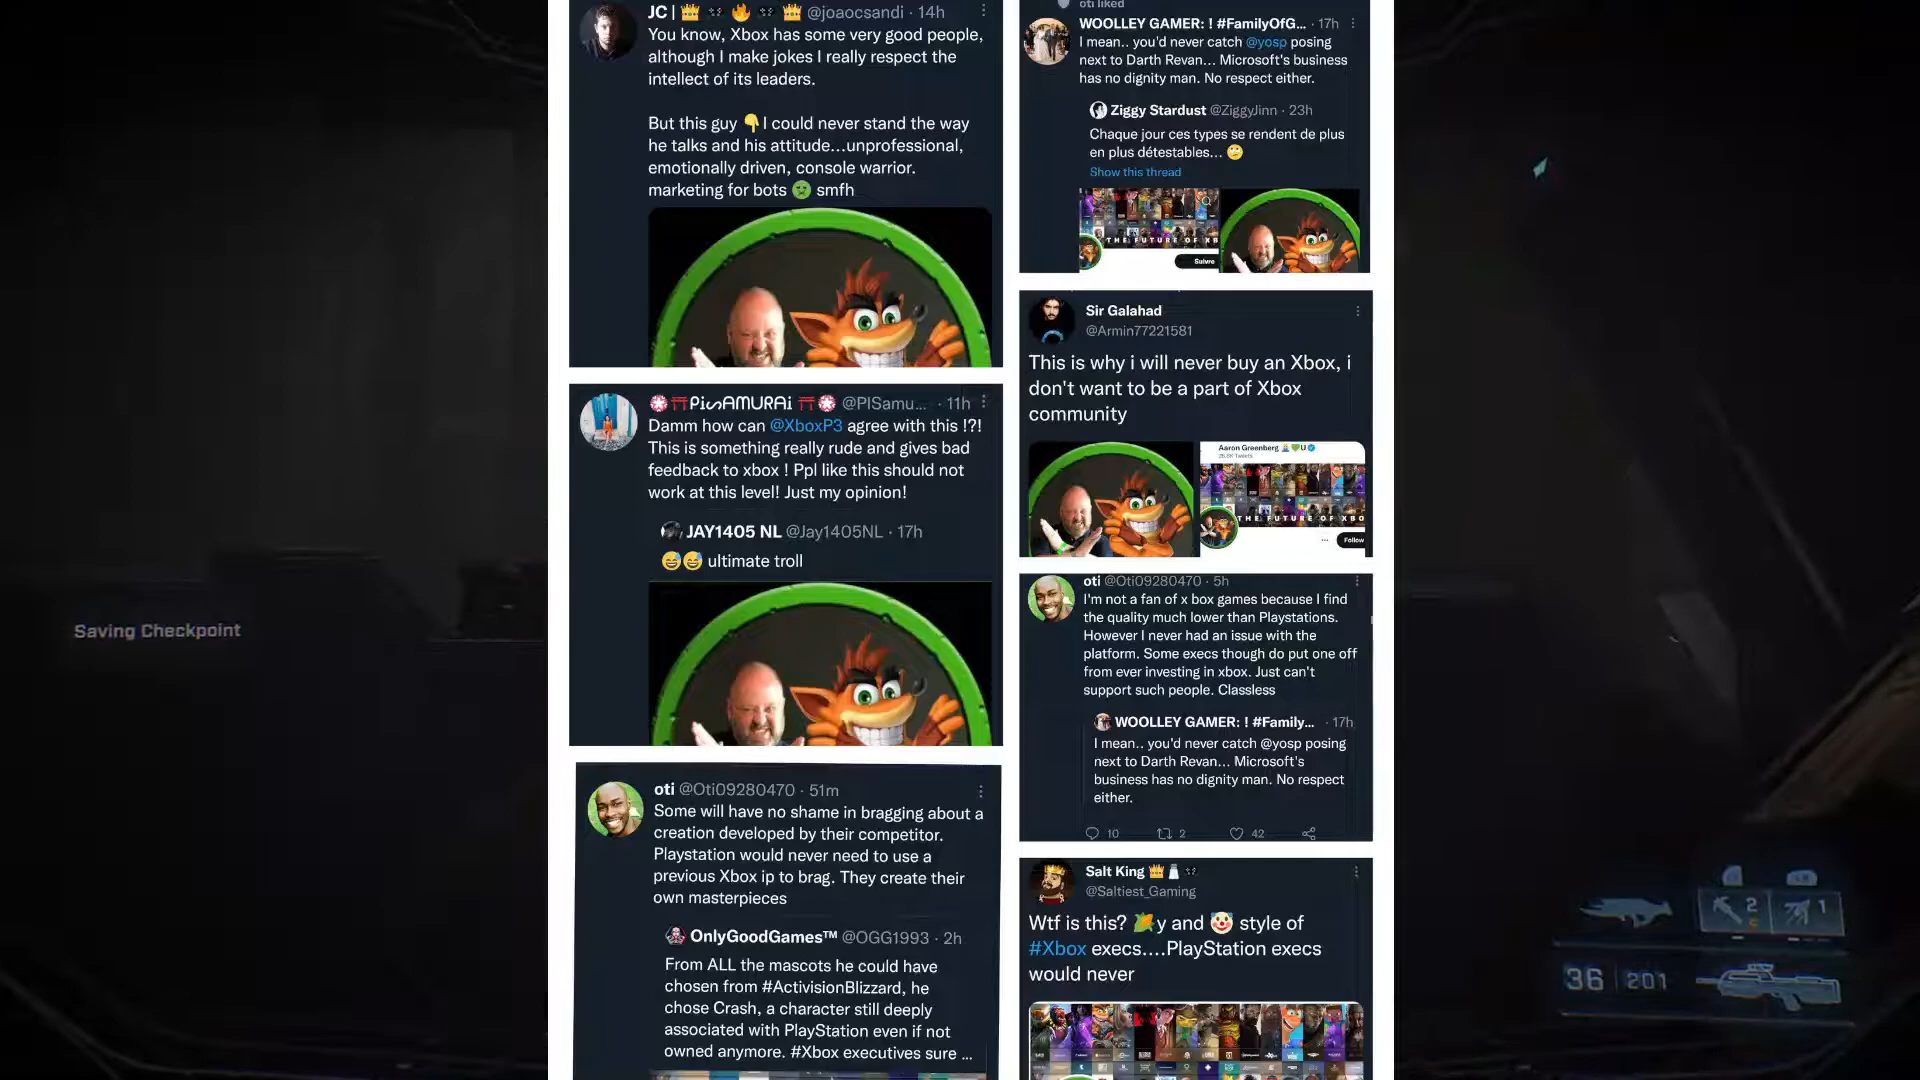 JC | @joaocsandi · 14h
You know, Xbox has some very good people,
although I make jokes I really respect the
intellect of its leaders.
But this guy 👇 I could never stand the way
he talks and his attitude...unprofessional,
emotionally driven, console warrior.
marketing for bots 🤢 smfh
PiSAMURAi @PISamu... · 11h
Damm how can @XboxP3 agree with this !?!
This is something really rude and gives bad
feedback to xbox ! Ppl like this should not
work at this level! Just my opinion!
JAY1405 NL @Jay1405NL · 17h
😅😅 ultimate troll
oti @Oti09280470 · 51m
Some will have no shame in bragging about a
creation developed by their competitor.
Playstation would never need to use a
previous Xbox ip to brag. They create their
own masterpieces
OnlyGoodGames™ @OGG1993 · 2h
From ALL the mascots he could have
chosen from #ActivisionBlizzard, he
chose Crash, a character still deeply
associated with PlayStation even if not
owned anymore. #Xbox executives sure ...
oti liked
WOOLLEY GAMER: ! #FamilyOfG... · 17h
I mean.. you'd never catch @yosp posing
next to Darth Revan... Microsoft's business
has no dignity man. No respect either.
Ziggy Stardust @ZiggyJinn · 23h
Chaque jour ces types se rendent de plus
en plus détestables... 🙄
Show this thread
THE FUTURE OF XB
Suivre
Sir Galahad
@Armin77221581
This is why i will never buy an Xbox, i
don't want to be a part of Xbox
community
Aaron Greenberg 💚U
THE FUTURE OF XBO
Follow
oti @Oti09280470 · 5h
I'm not a fan of x box games because I find
the quality much lower than Playstations.
However I never had an issue with the
platform. Some execs though do put one off
from ever investing in xbox. Just can't
support such people. Classless
WOOLLEY GAMER: ! #Family... · 17h
I mean.. you'd never catch @yosp posing
next to Darth Revan... Microsoft's
business has no dignity man. No respect
either.
10 2 42
Salt King 👑🧂
@Saltiest_Gaming
Wtf is this? 🌽y and 🤡 style of
#Xbox execs....PlayStation execs
would never
Saving Checkpoint
2 1
36 201